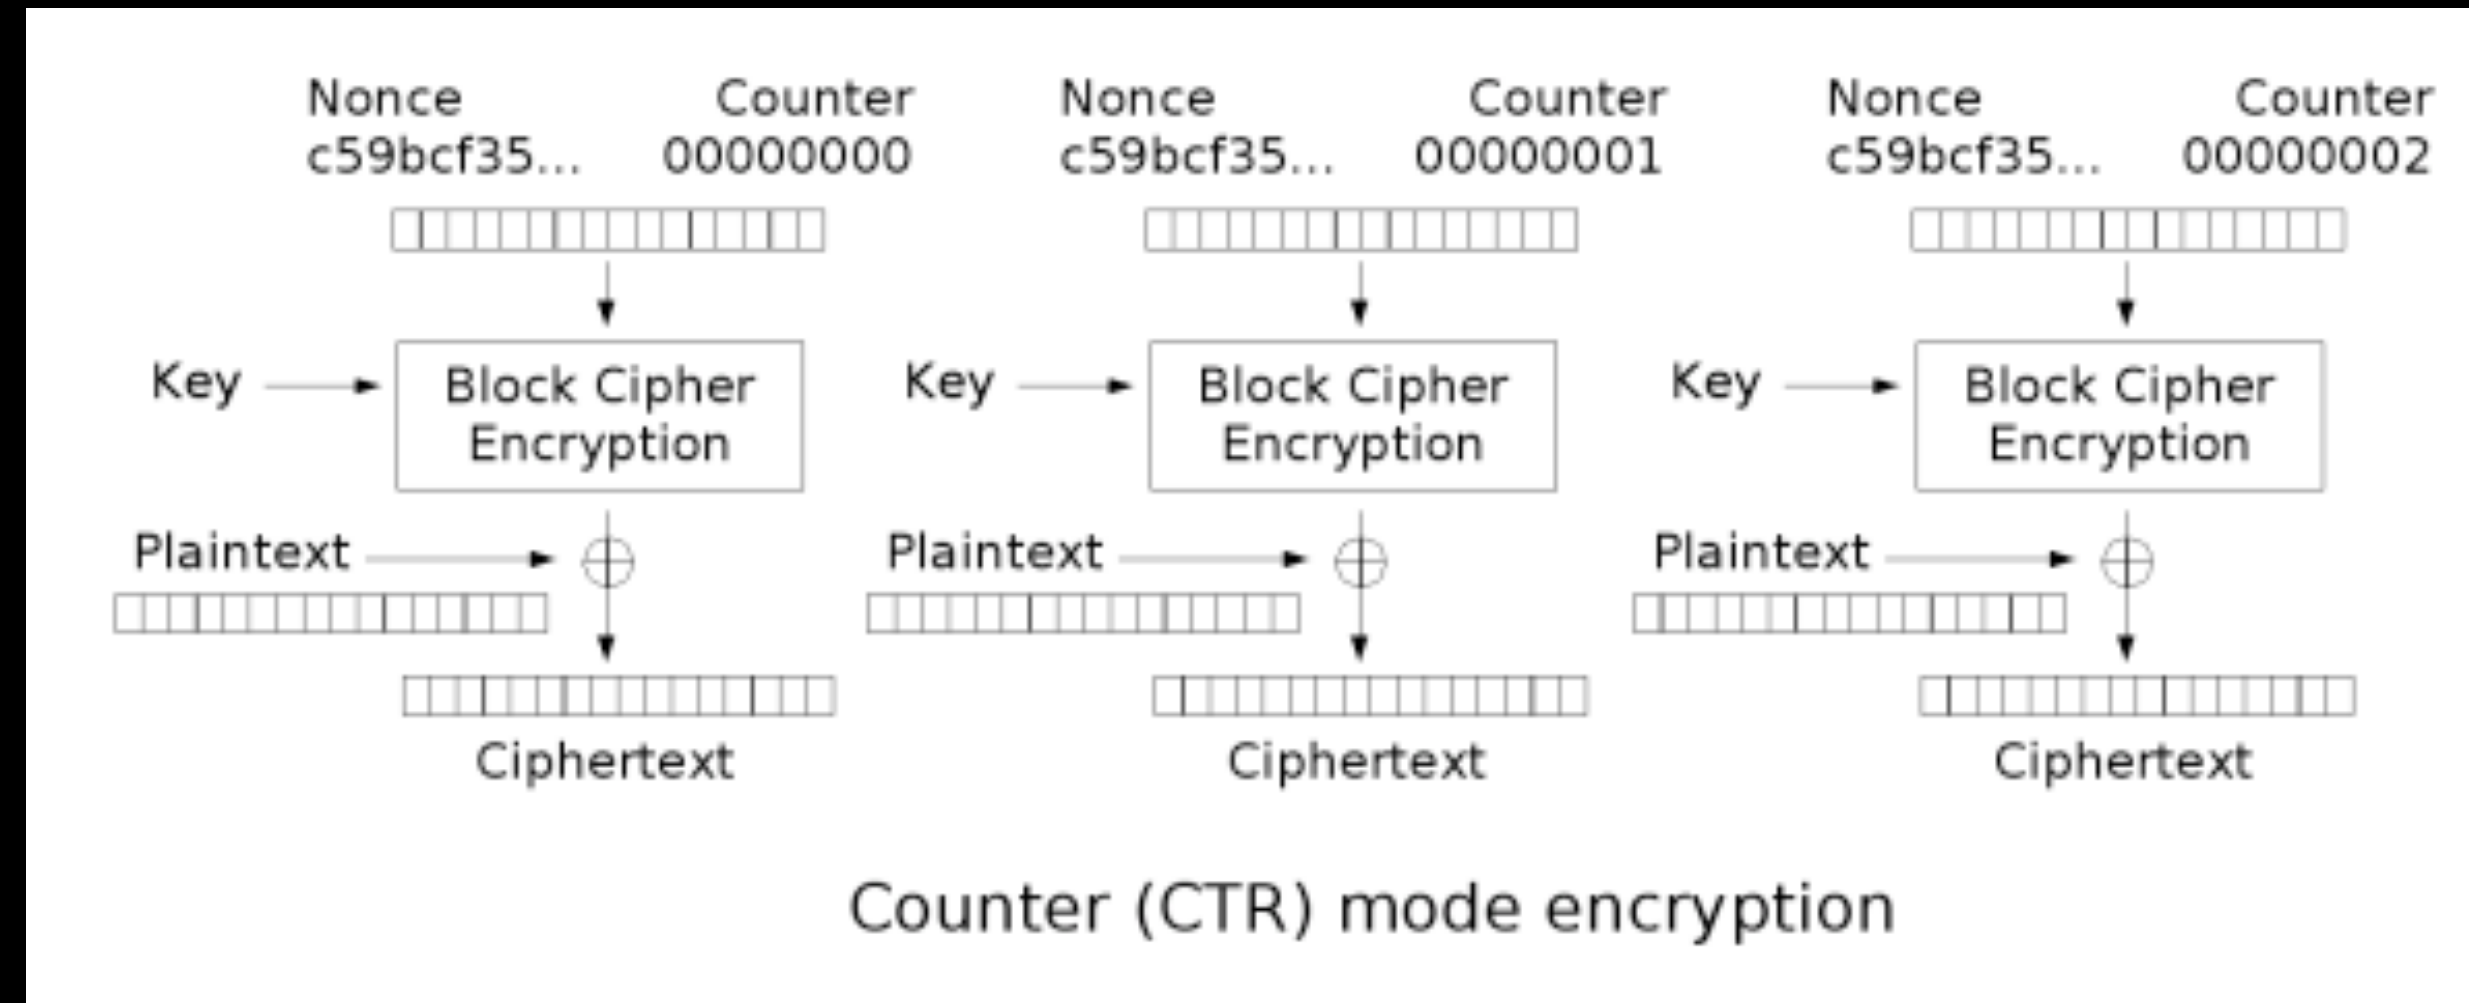 Nonce Counter Nonce Counter Nonce Counter
c59bcf35... 00000000 c59bcf35... 00000001 c59bcf35... 00000002
Key Block Cipher Key Block Cipher Key Block Cipher
Encryption Encryption Encryption
Plaintext Plaintext Plaintext
Ciphertext Ciphertext Ciphertext
Counter (CTR) mode encryption